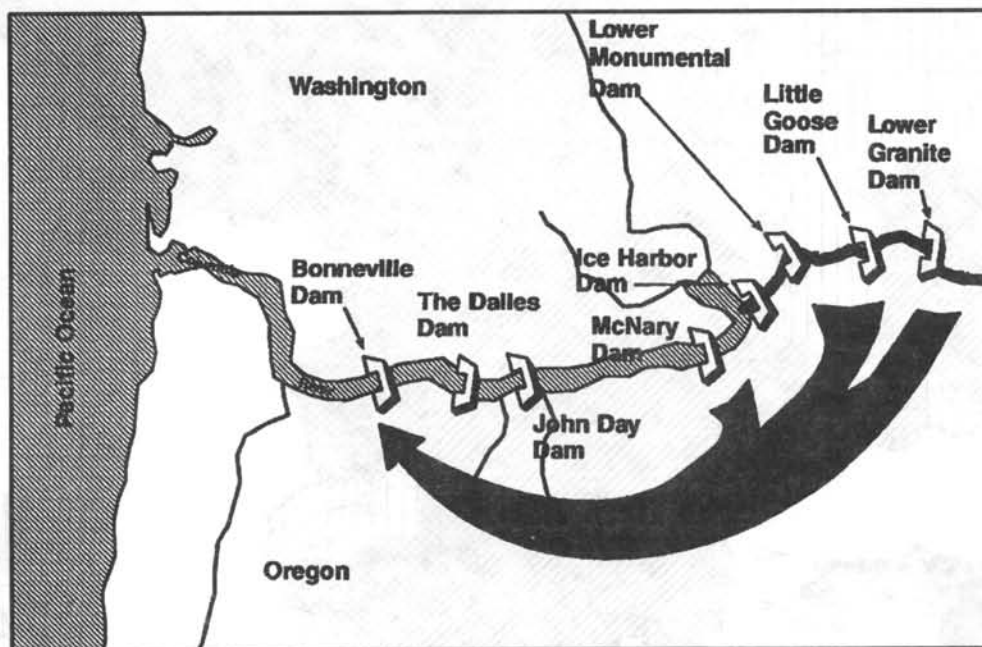 Lower
Monumental
Dam
Washington
Little
Goose
Dam
Lower
Granite
Dam
Bonneville
Dam
Ice Harbor
Dam
The Dalles
Dam
McNary
Dam
Pacific Ocean
John Day
Dam
Oregon